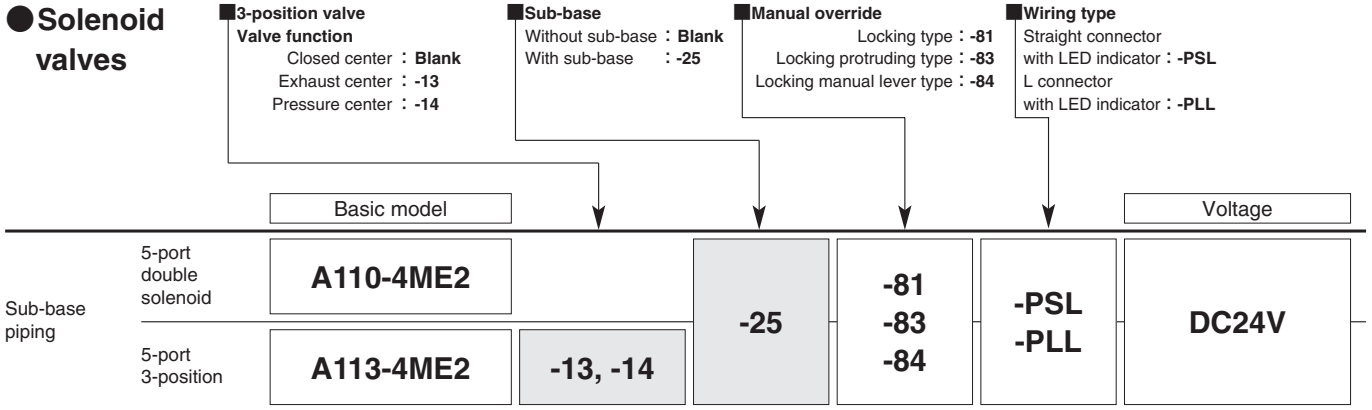 ●Solenoid
valves
■3-position valve
Valve function
Closed center : Blank
Exhaust center : -13
Pressure center : -14
■Sub-base
Without sub-base : Blank
With sub-base : -25
■Manual override
Locking type : -81
Locking protruding type : -83
Locking manual lever type : -84
■Wiring type
Straight connector
with LED indicator : -PSL
L connector
with LED indicator : -PLL
Basic model
Voltage
Sub-base
piping
5-port
double
solenoid
A110-4ME2
5-port
3-position
A113-4ME2
-13, -14
-25
-81
-83
-84
-PSL
-PLL
DC24V